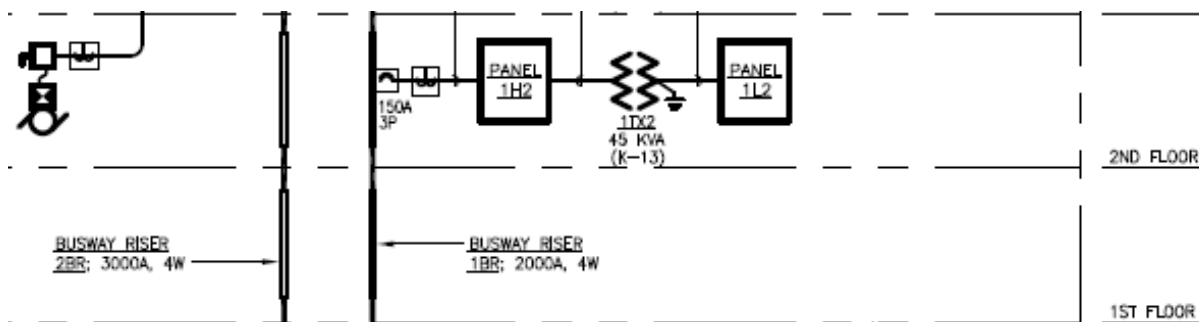 PANEL
1H2
PANEL
1L2
150A
3P
1TX2
45 KVA
(K-13)
2ND FLOOR
BUSWAY RISER
2BR; 3000A, 4W
BUSWAY RISER
1BR; 2000A, 4W
1ST FLOOR